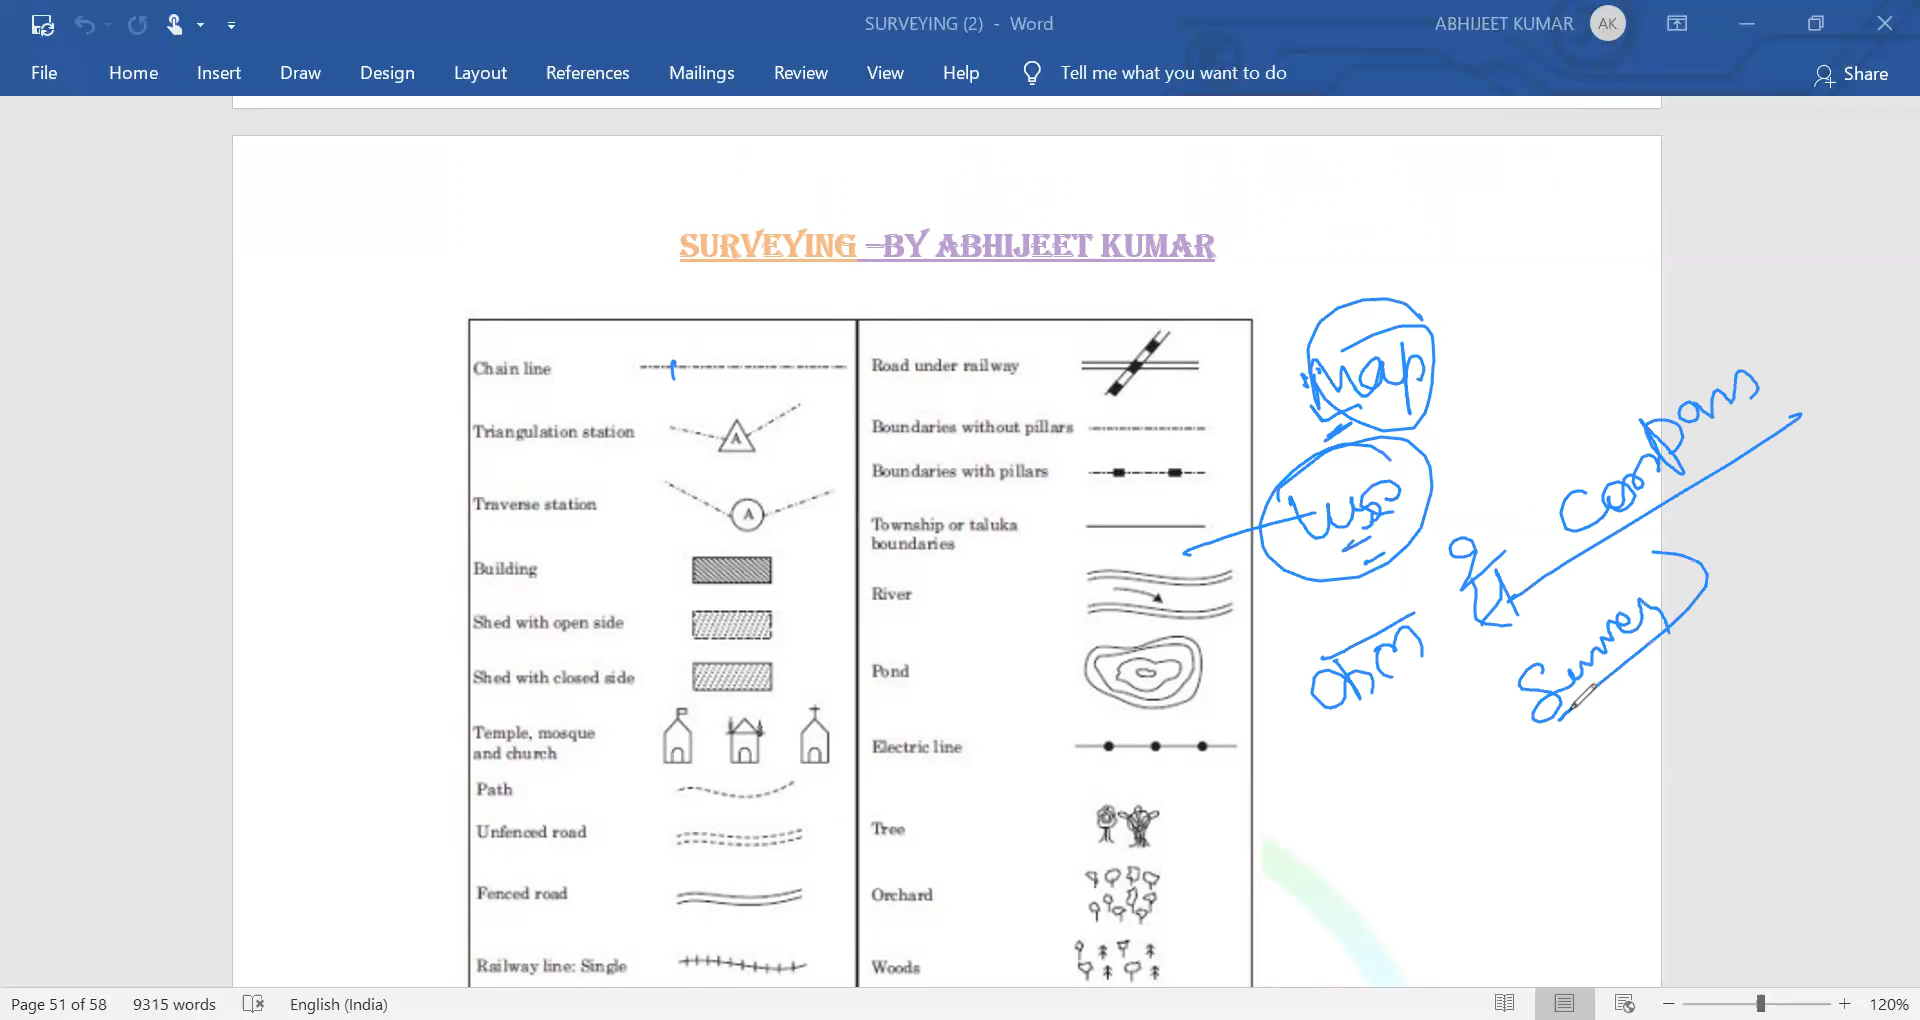 SURVEYING (2) - Word
ABHIJEET KUMAR AK
File Home Insert Draw Design Layout References Mailings Review View Help Tell me what you want to do Share
SURVEYING –BY ABHIJEET KUMAR
Chain line
Triangulation station A
Traverse station A
Building
Shed with open side
Shed with closed side
Temple, mosque
and church
Path
Unfenced road
Fenced road
Railway line: Single
Road under railway
Boundaries without pillars
Boundaries with pillars
Township or taluka
boundaries
River
Pond
Electric line
Tree
Orchard
Woods
Map
Compass
Survey
Page 51 of 58 9315 words English (India) 120%